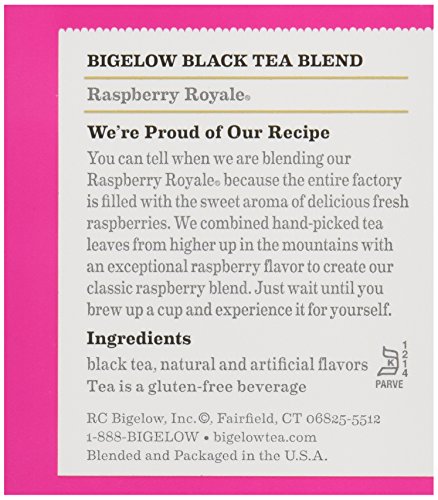 BIGELOW BLACK TEA BLEND
Raspberry Royale®
We're Proud of Our Recipe
You can tell when we are blending our
Raspberry Royale® because the entire factory
is filled with the sweet aroma of delicious fresh
raspberries. We combined hand-picked tea
leaves from higher up in the mountains with
an exceptional raspberry flavor to create our
classic raspberry blend. Just wait until you
brew up a cup and experience it for yourself.
Ingredients
black tea, natural and artificial flavors
Tea is a gluten-free beverage
K
1214
PARVE
RC Bigelow, Inc.©, Fairfield, CT 06825-5512
1-888-BIGELOW • bigelowtea.com
Blended and Packaged in the U.S.A.